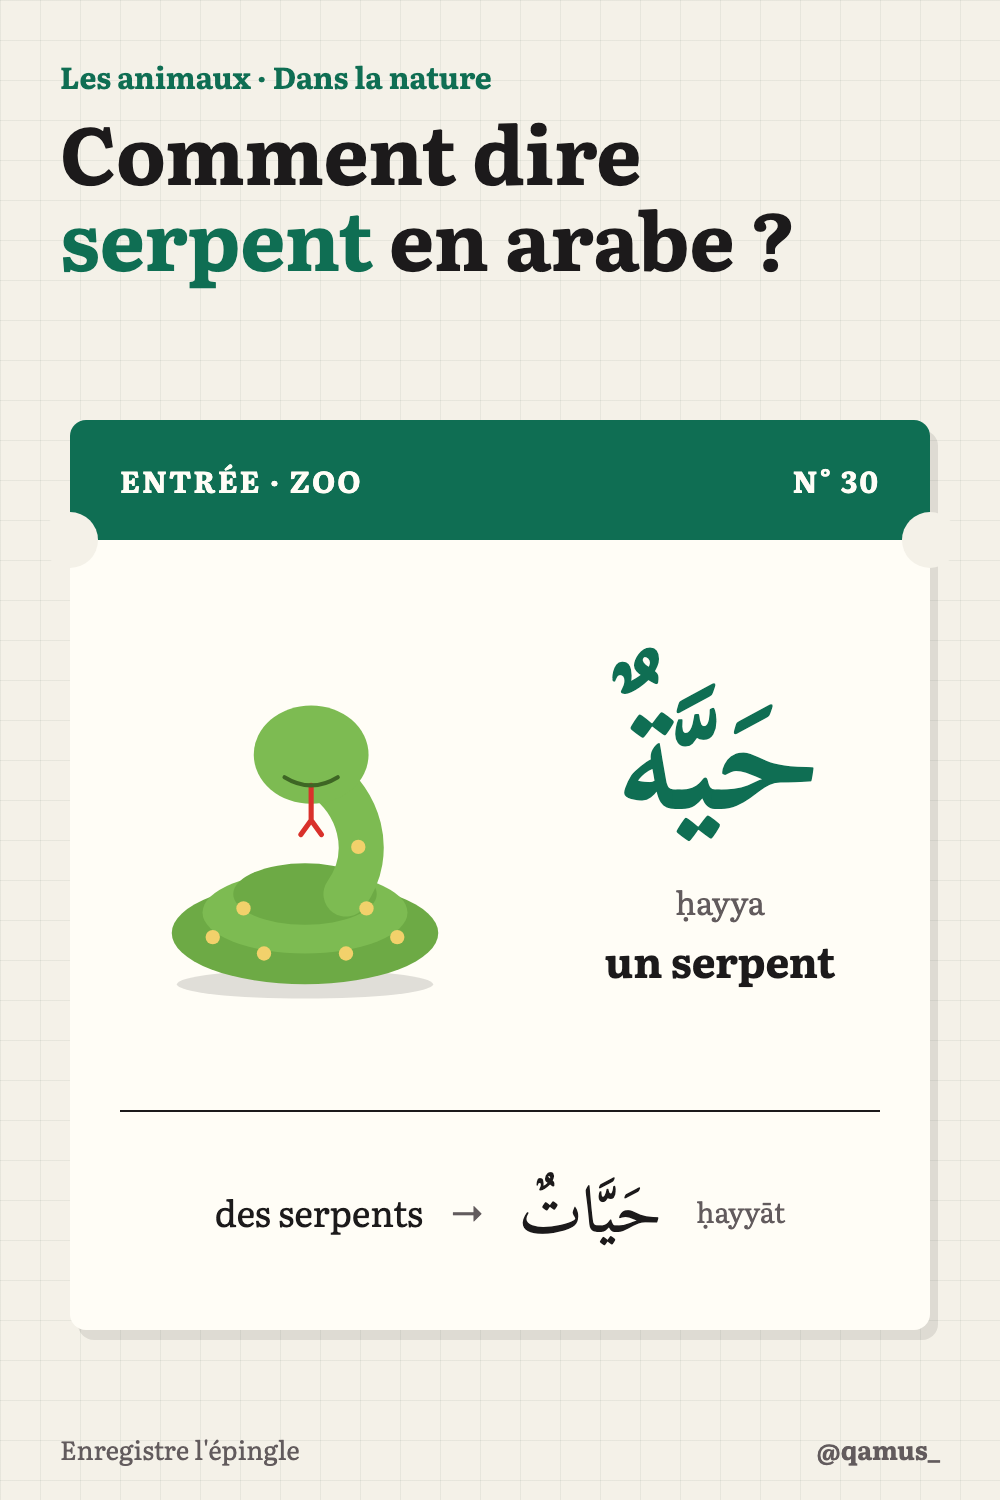 Les animaux · Dans la nature
Comment dire
serpent en arabe ?
ENTRÉE · ZOO N° 30
حَيَّةٌ
ḥayya
un serpent
des serpents → حَيَّاتٌ ḥayyāt
Enregistre l'épingle @qamus_